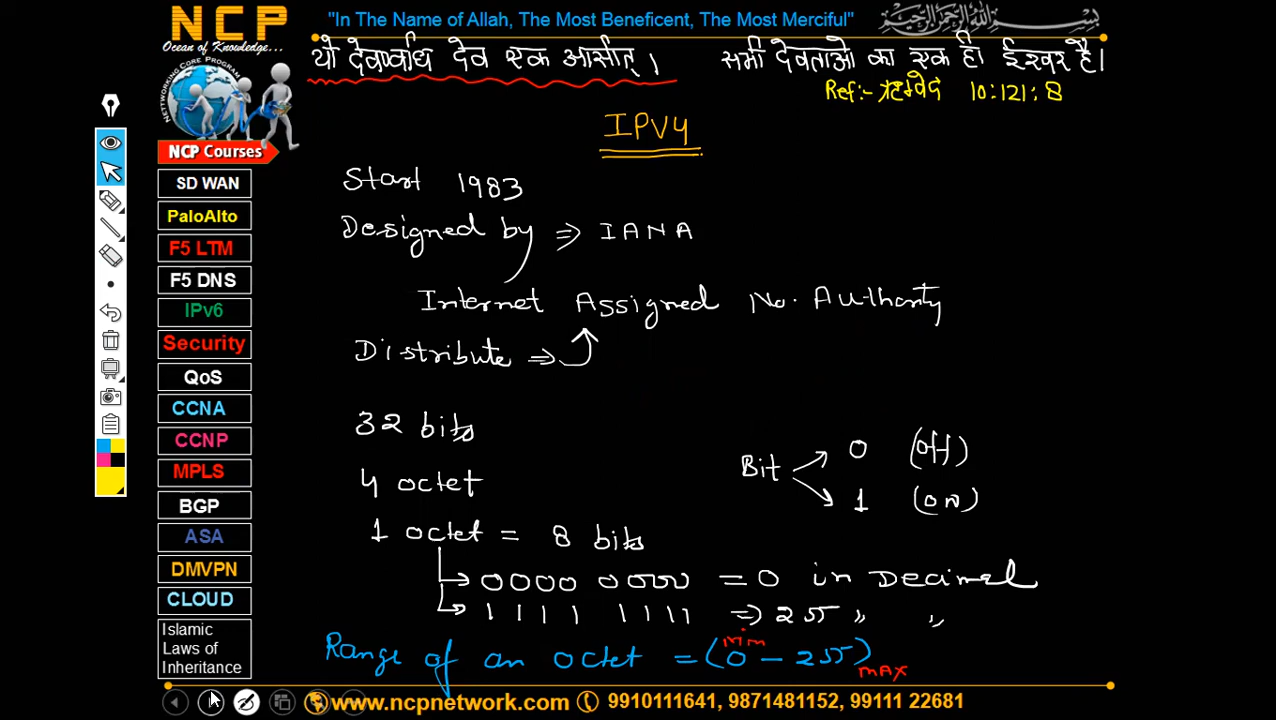 NCP
Ocean of Knowledge...
"In The Name of Allah, The Most Beneficent, The Most Merciful"
यो देवेष्वधि देव एक आसीत् । सभी देवताओ का एक ही ईश्वर है।
Ref:- ऋग्वेद 10:121:8
NETWORKING CORE PROGRAM
NCP Courses
SD WAN
PaloAlto
F5 LTM
F5 DNS
IPv6
Security
QoS
CCNA
CCNP
MPLS
BGP
ASA
DMVPN
CLOUD
Islamic
Laws of
Inheritance
IPV4
Start 1983
Designed by ⇒ IANA
Internet Assigned No. Authority
Distribute ⇒
32 bits
4 octet
Bit 0 (off)
1 (on)
1 octet = 8 bits
0000 0000 = 0 in Decimal
1111 1111 ⇒ 255 " "
Range of an octet = (0 - 255)
min
max
www.ncpnetwork.com 9910111641, 9871481152, 99111 22681